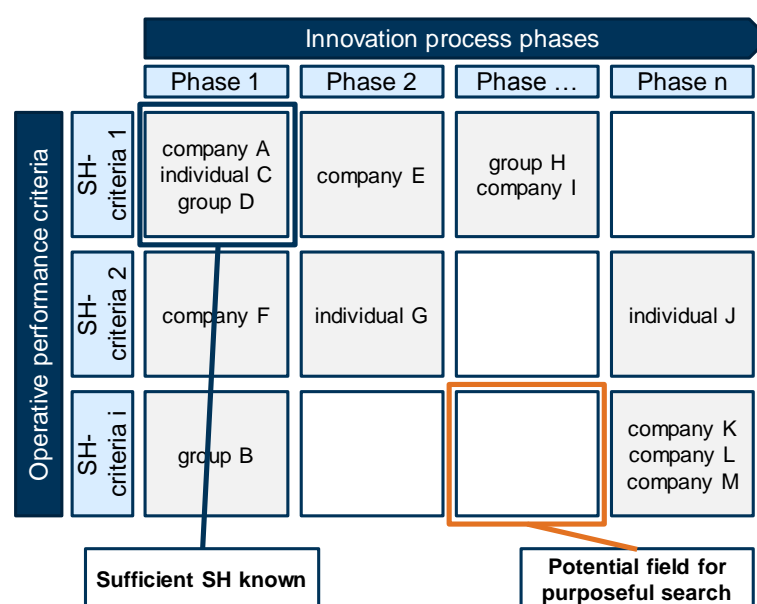 Innovation process phases
Phase 1
Phase 2
Phase …
Phase n
Operative performance criteria
SH-
criteria 1
company A
individual C
group D
company E
group H
company I
SH-
criteria 2
company F
individual G
individual J
SH-
criteria i
group B
company K
company L
company M
Sufficient SH known
Potential field for
purposeful search